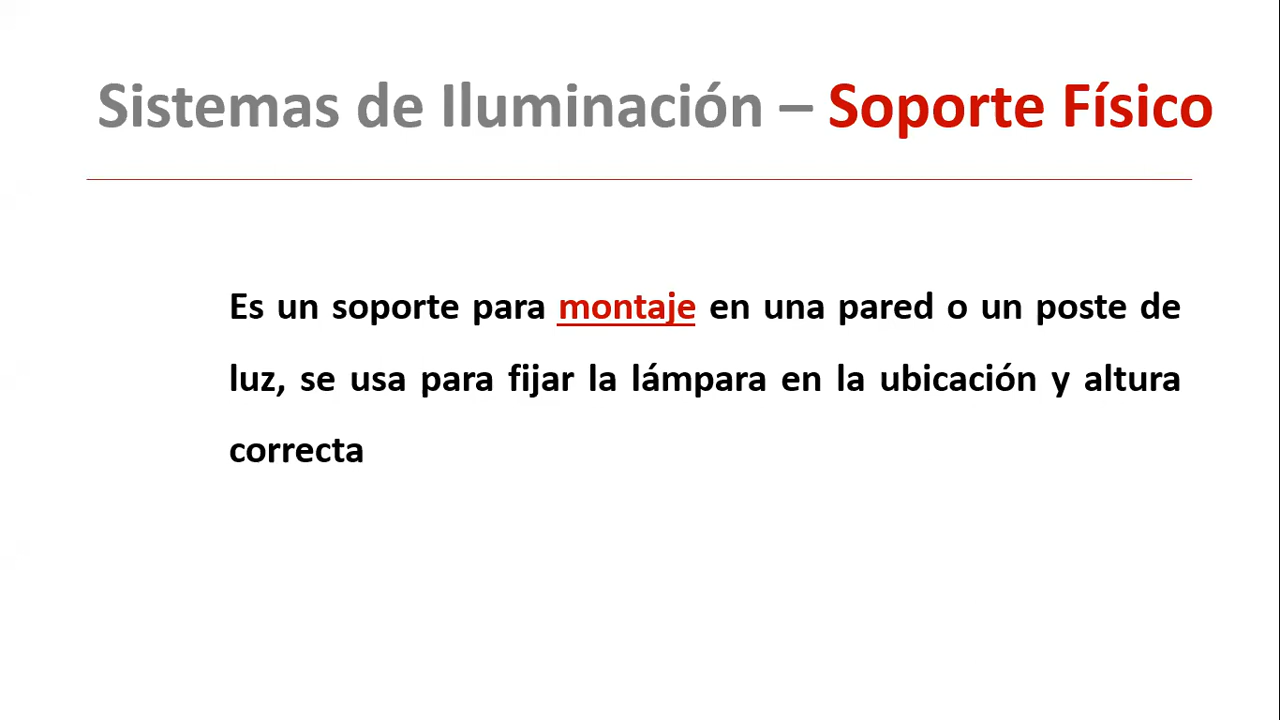 Sistemas de Iluminación – Soporte Físico
Es un soporte para montaje en una pared o un poste de
luz, se usa para fijar la lámpara en la ubicación y altura
correcta